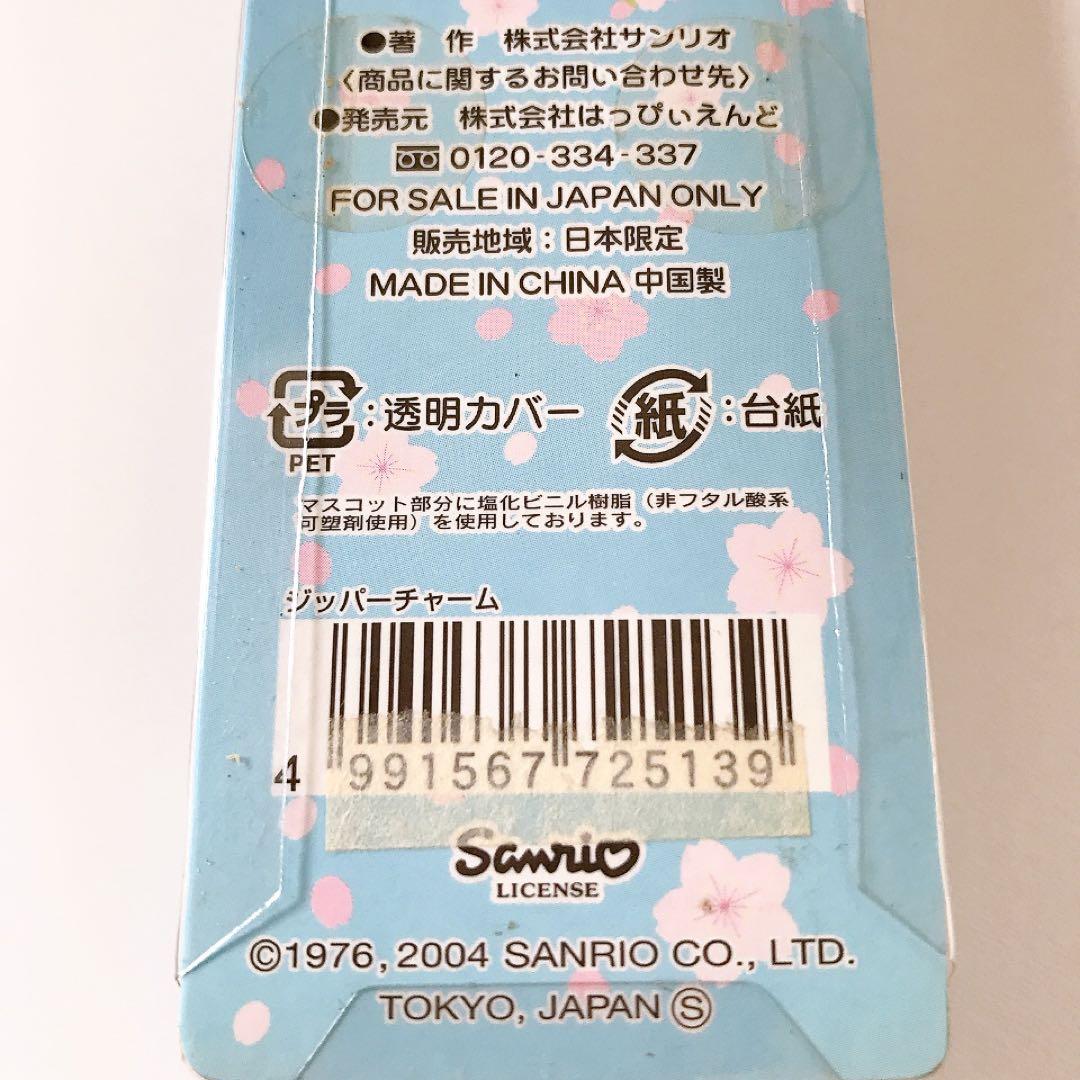 ●著 作 株式会社サンリオ
〈商品に関するお問い合わせ先〉
●発売元 株式会社はっぴぃえんど
0120-334-337
FOR SALE IN JAPAN ONLY
販売地域：日本限定
MADE IN CHINA 中国製
プラ：透明カバー 紙：台紙
PET
マスコット部分に塩化ビニル樹脂（非フタル酸系
可塑剤使用）を使用しております。
ジッパーチャーム
4 991567 725139
Sanrio
LICENSE
©1976, 2004 SANRIO CO., LTD.
TOKYO, JAPAN Ⓢ